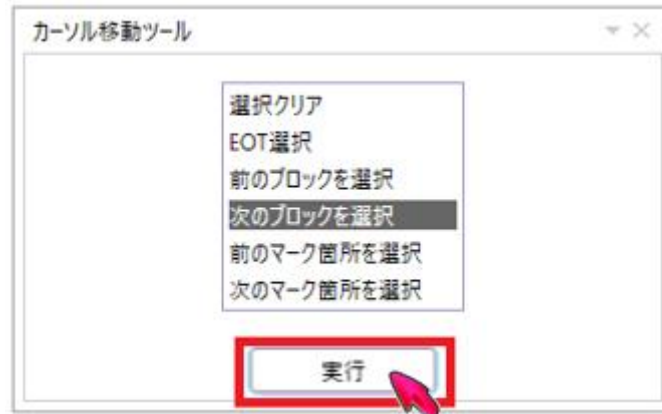 カーソル移動ツール
選択クリア
EOT選択
前のブロックを選択
次のブロックを選択
前のマーク箇所を選択
次のマーク箇所を選択
実行